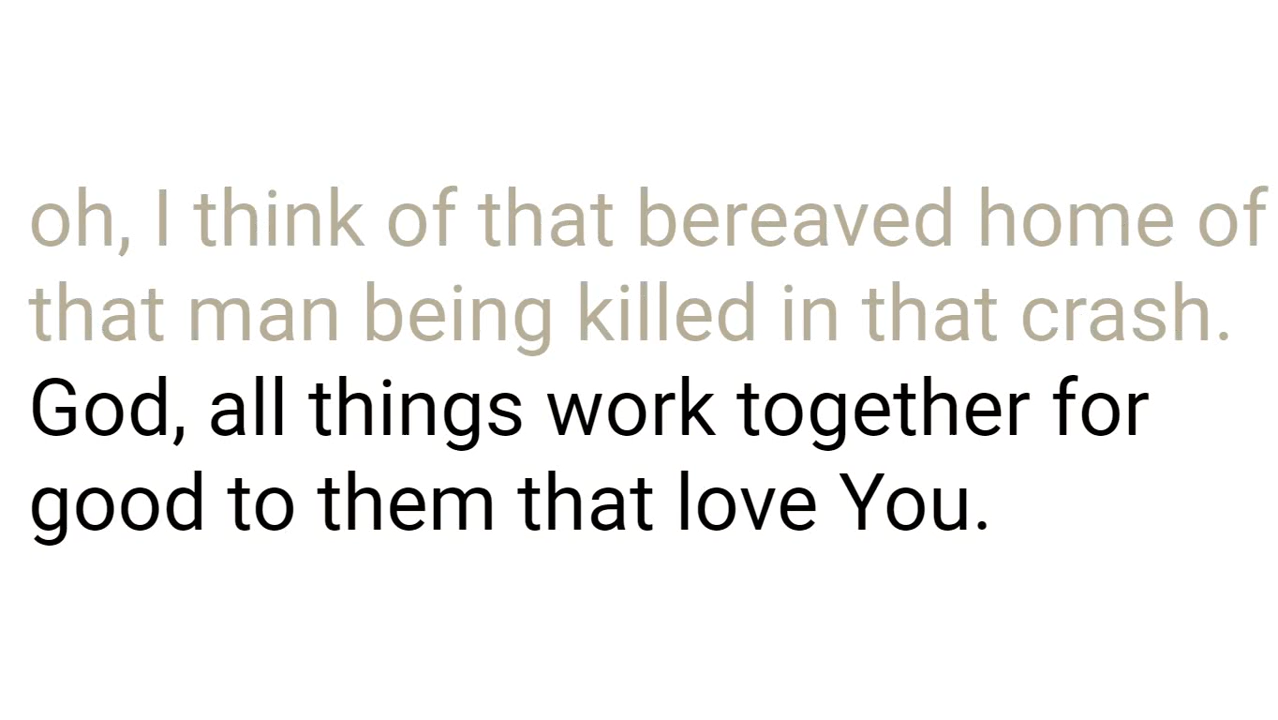 oh, I think of that bereaved home of
that man being killed in that crash.
God, all things work together for
good to them that love You.